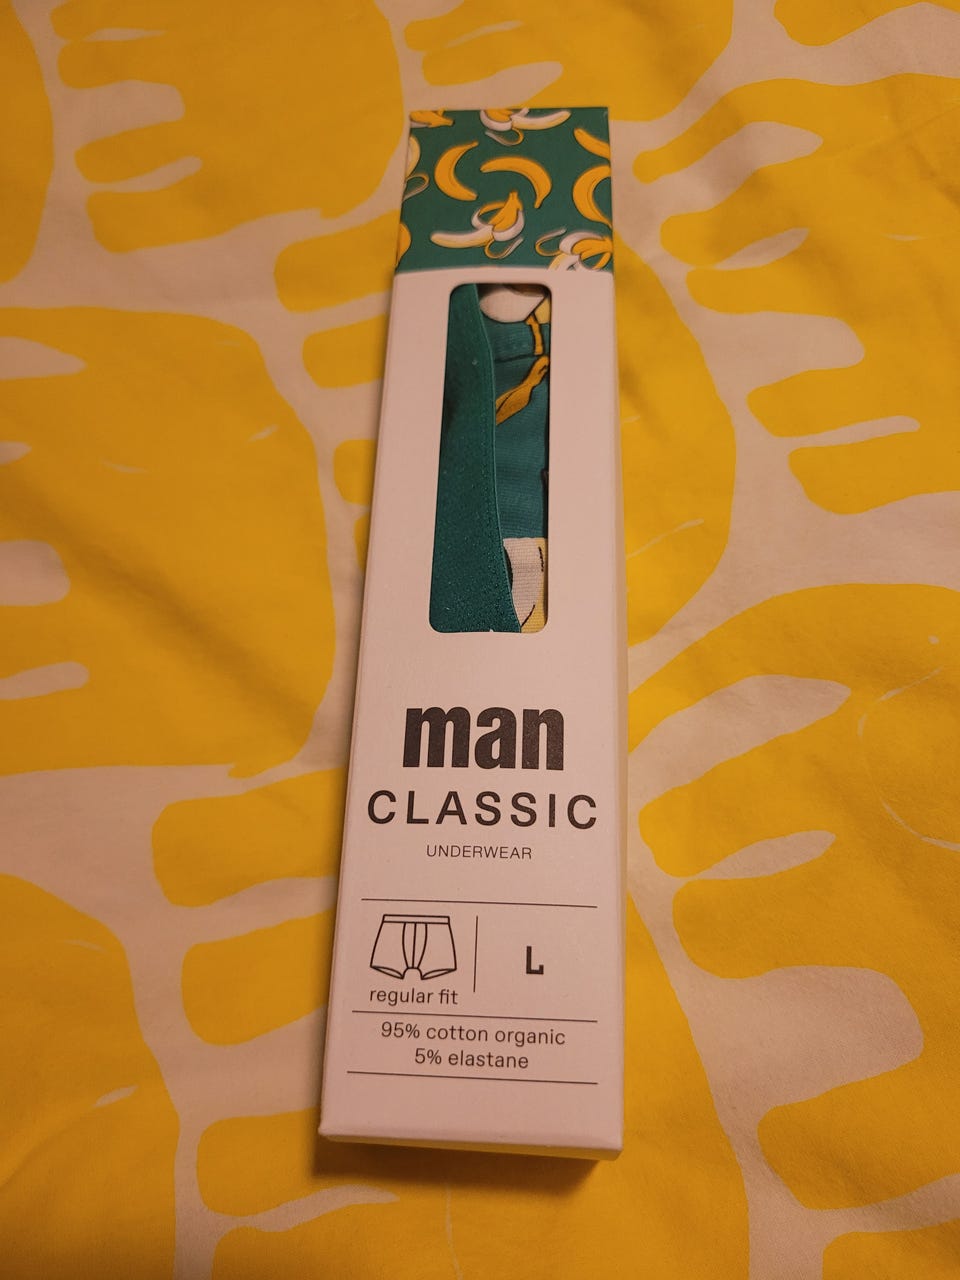 man
CLASSIC
UNDERWEAR
L
regular fit
95% cotton organic
5% elastane